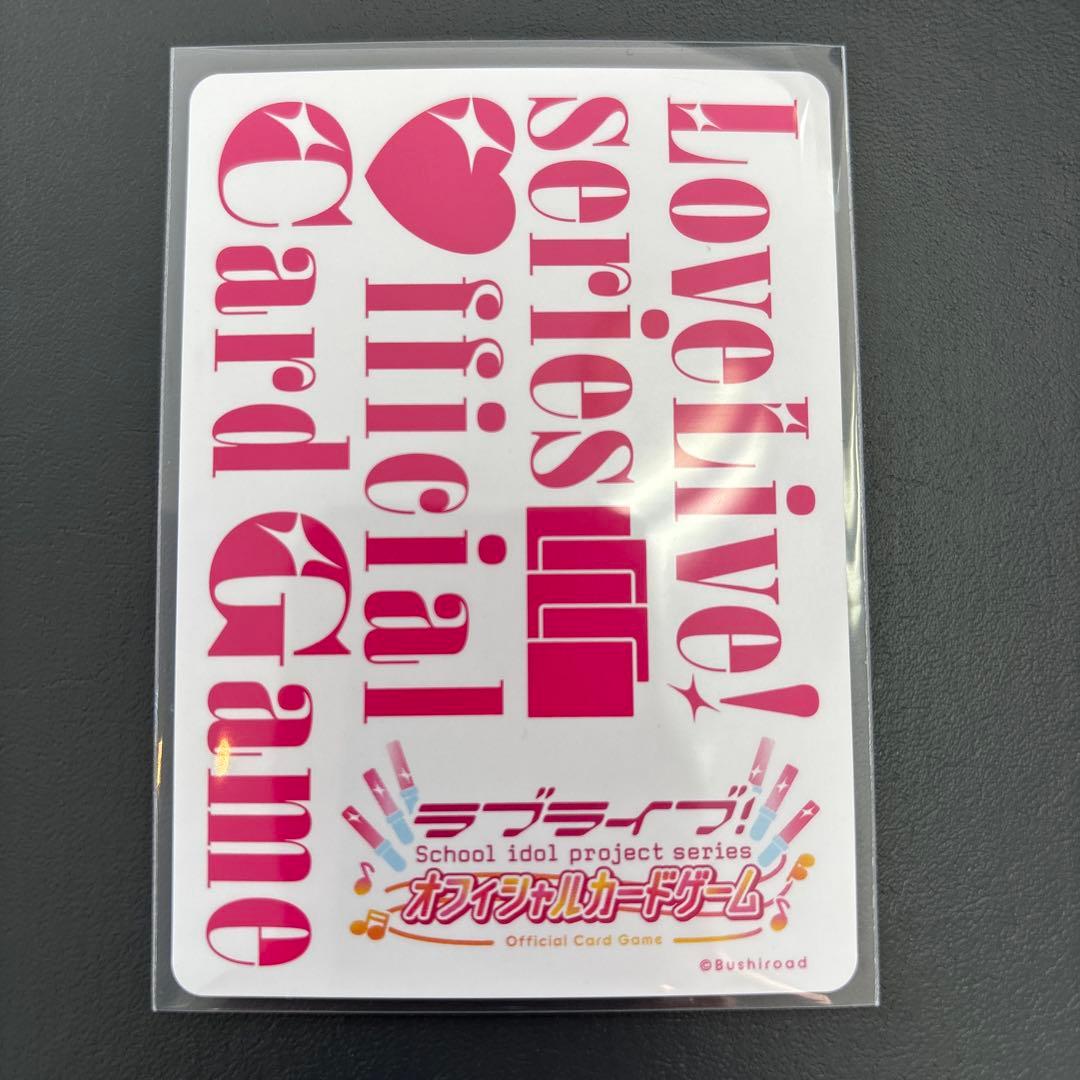 LoveLive!
series
♥fficial
Card Game
ラブライブ!
School idol project series
オフィシャルカードゲーム
Official Card Game
©Bushiroad